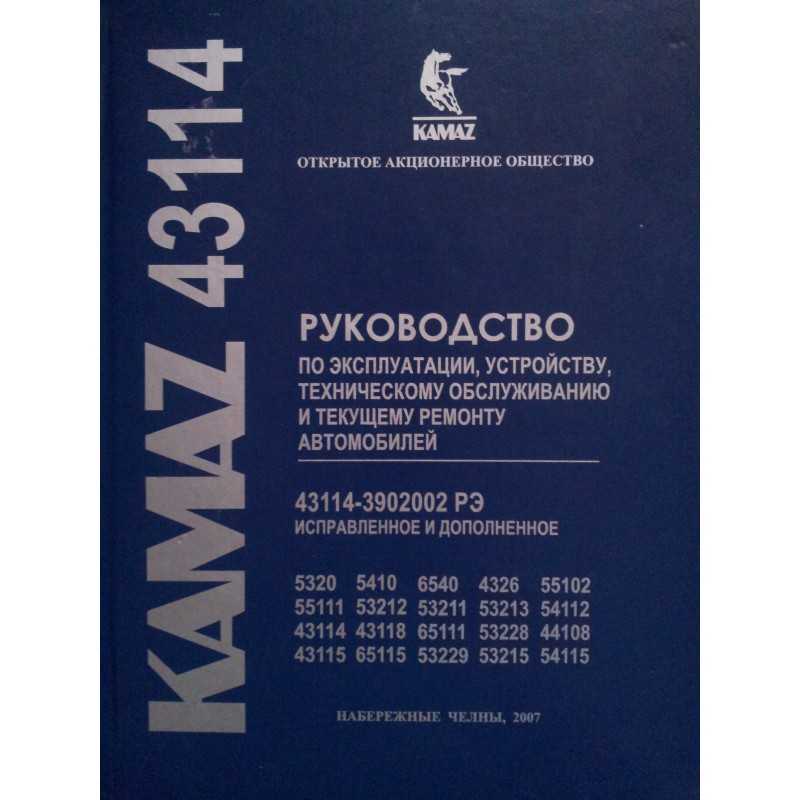 KAMAZ 43114
KAMAZ
ОТКРЫТОЕ АКЦИОНЕРНОЕ ОБЩЕСТВО
РУКОВОДСТВО
ПО ЭКСПЛУАТАЦИИ, УСТРОЙСТВУ,
ТЕХНИЧЕСКОМУ ОБСЛУЖИВАНИЮ
И ТЕКУЩЕМУ РЕМОНТУ
АВТОМОБИЛЕЙ
43114-3902002 РЭ
ИСПРАВЛЕННОЕ И ДОПОЛНЕННОЕ
5320 5410 6540 4326 55102
55111 53212 53211 53213 54112
43114 43118 65111 53228 44108
43115 65115 53229 53215 54115
НАБЕРЕЖНЫЕ ЧЕЛНЫ, 2007